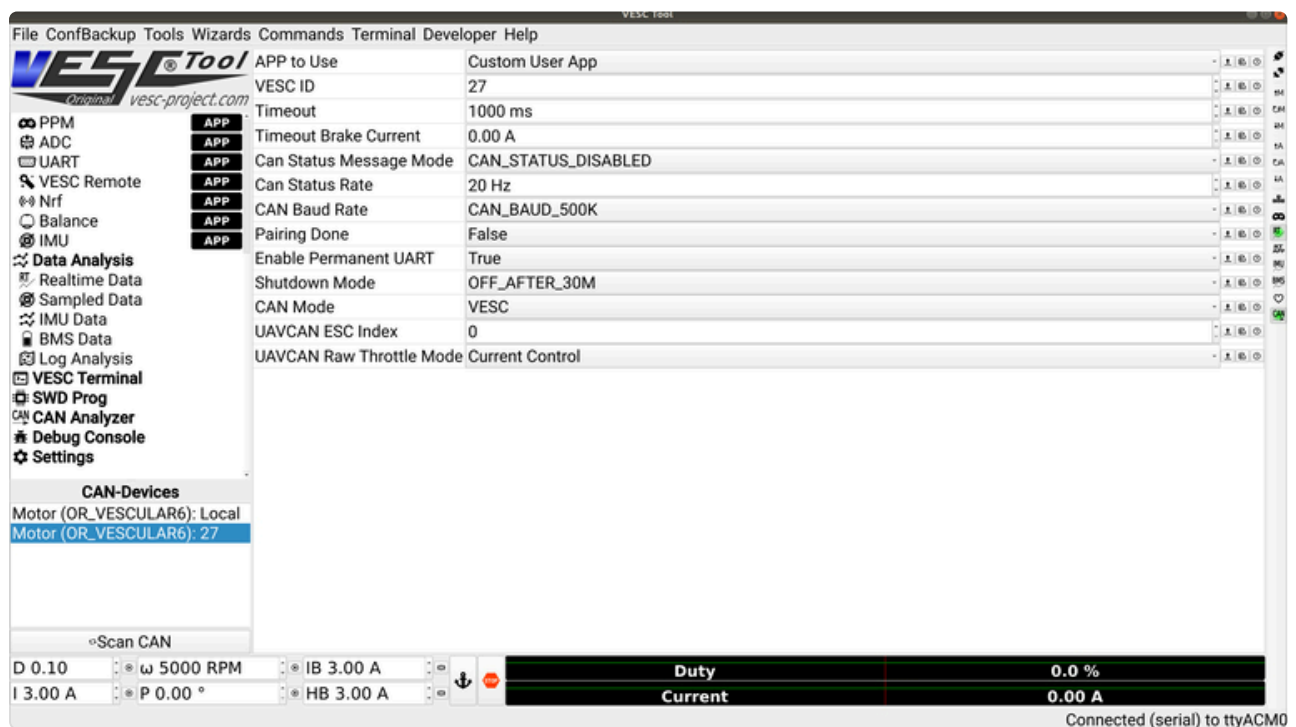 VESC Tool
File ConfBackup Tools Wizards Commands Terminal Developer Help
VESC® Tool
Original vesc-project.com
PPM APP
ADC APP
UART APP
VESC Remote APP
Nrf APP
Balance APP
IMU APP
Data Analysis
Realtime Data
Sampled Data
IMU Data
BMS Data
Log Analysis
VESC Terminal
SWD Prog
CAN Analyzer
Debug Console
Settings
CAN-Devices
Motor (OR_VESCULAR6): Local
Motor (OR_VESCULAR6): 27
Scan CAN
APP to Use Custom User App
VESC ID 27
Timeout 1000 ms
Timeout Brake Current 0.00 A
Can Status Message Mode CAN_STATUS_DISABLED
Can Status Rate 20 Hz
CAN Baud Rate CAN_BAUD_500K
Pairing Done False
Enable Permanent UART True
Shutdown Mode OFF_AFTER_30M
CAN Mode VESC
UAVCAN ESC Index 0
UAVCAN Raw Throttle Mode Current Control
D 0.10 ω 5000 RPM IB 3.00 A
I 3.00 A P 0.00 ° HB 3.00 A
STOP
Duty 0.0 %
Current 0.00 A
Connected (serial) to ttyACM0